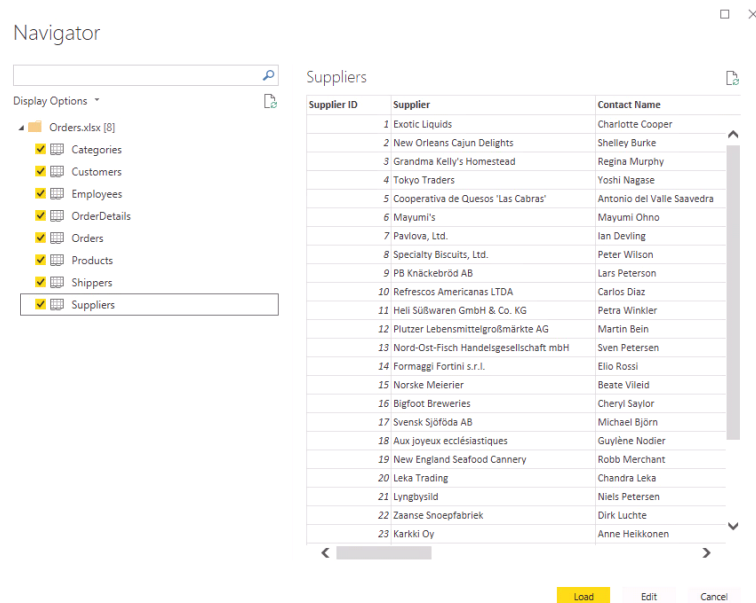 Navigator
Display Options
Orders.xlsx [8]
Categories
Customers
Employees
OrderDetails
Orders
Products
Shippers
Suppliers
Suppliers
Supplier ID Supplier Contact Name
1 Exotic Liquids Charlotte Cooper
2 New Orleans Cajun Delights Shelley Burke
3 Grandma Kelly's Homestead Regina Murphy
4 Tokyo Traders Yoshi Nagase
5 Cooperativa de Quesos 'Las Cabras' Antonio del Valle Saavedra
6 Mayumi's Mayumi Ohno
7 Pavlova, Ltd. Ian Devling
8 Specialty Biscuits, Ltd. Peter Wilson
9 PB Knäckebröd AB Lars Peterson
10 Refrescos Americanas LTDA Carlos Diaz
11 Heli Süßwaren GmbH & Co. KG Petra Winkler
12 Plutzer Lebensmittelgroßmärkte AG Martin Bein
13 Nord-Ost-Fisch Handelsgesellschaft mbH Sven Petersen
14 Formaggi Fortini s.r.l. Elio Rossi
15 Norske Meierier Beate Vileid
16 Bigfoot Breweries Cheryl Saylor
17 Svensk Sjöföda AB Michael Björn
18 Aux joyeux ecclésiastiques Guylène Nodier
19 New England Seafood Cannery Robb Merchant
20 Leka Trading Chandra Leka
21 Lyngbysild Niels Petersen
22 Zaanse Snoepfabriek Dirk Luchte
23 Karkki Oy Anne Heikkonen
Load Edit Cancel